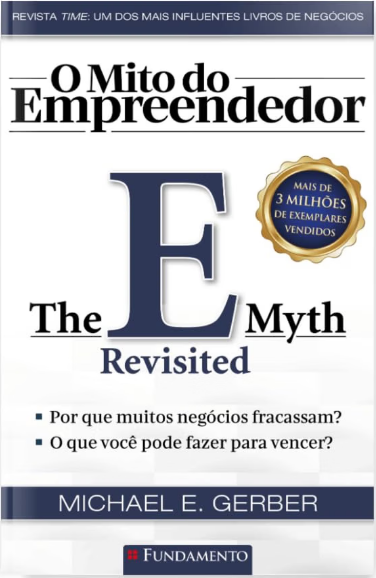 REVISTA TIME: UM DOS MAIS INFLUENTES LIVROS DE NEGÓCIOS
O Mito do
Empreendedor
MAIS DE
3 MILHÕES
DE EXEMPLARES
VENDIDOS
The E Myth
Revisited
Por que muitos negócios fracassam?
O que você pode fazer para vencer?
MICHAEL E. GERBER
FUNDAMENTO